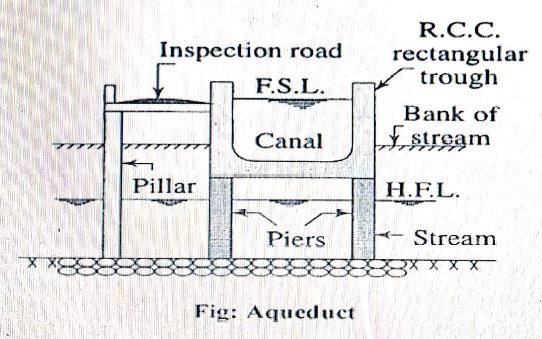 R.C.C.
rectangular
trough
Inspection road
F.S.L.
Bank of
stream
Canal
Pillar
H.F.L.
Piers
Stream
Fig: Aqueduct